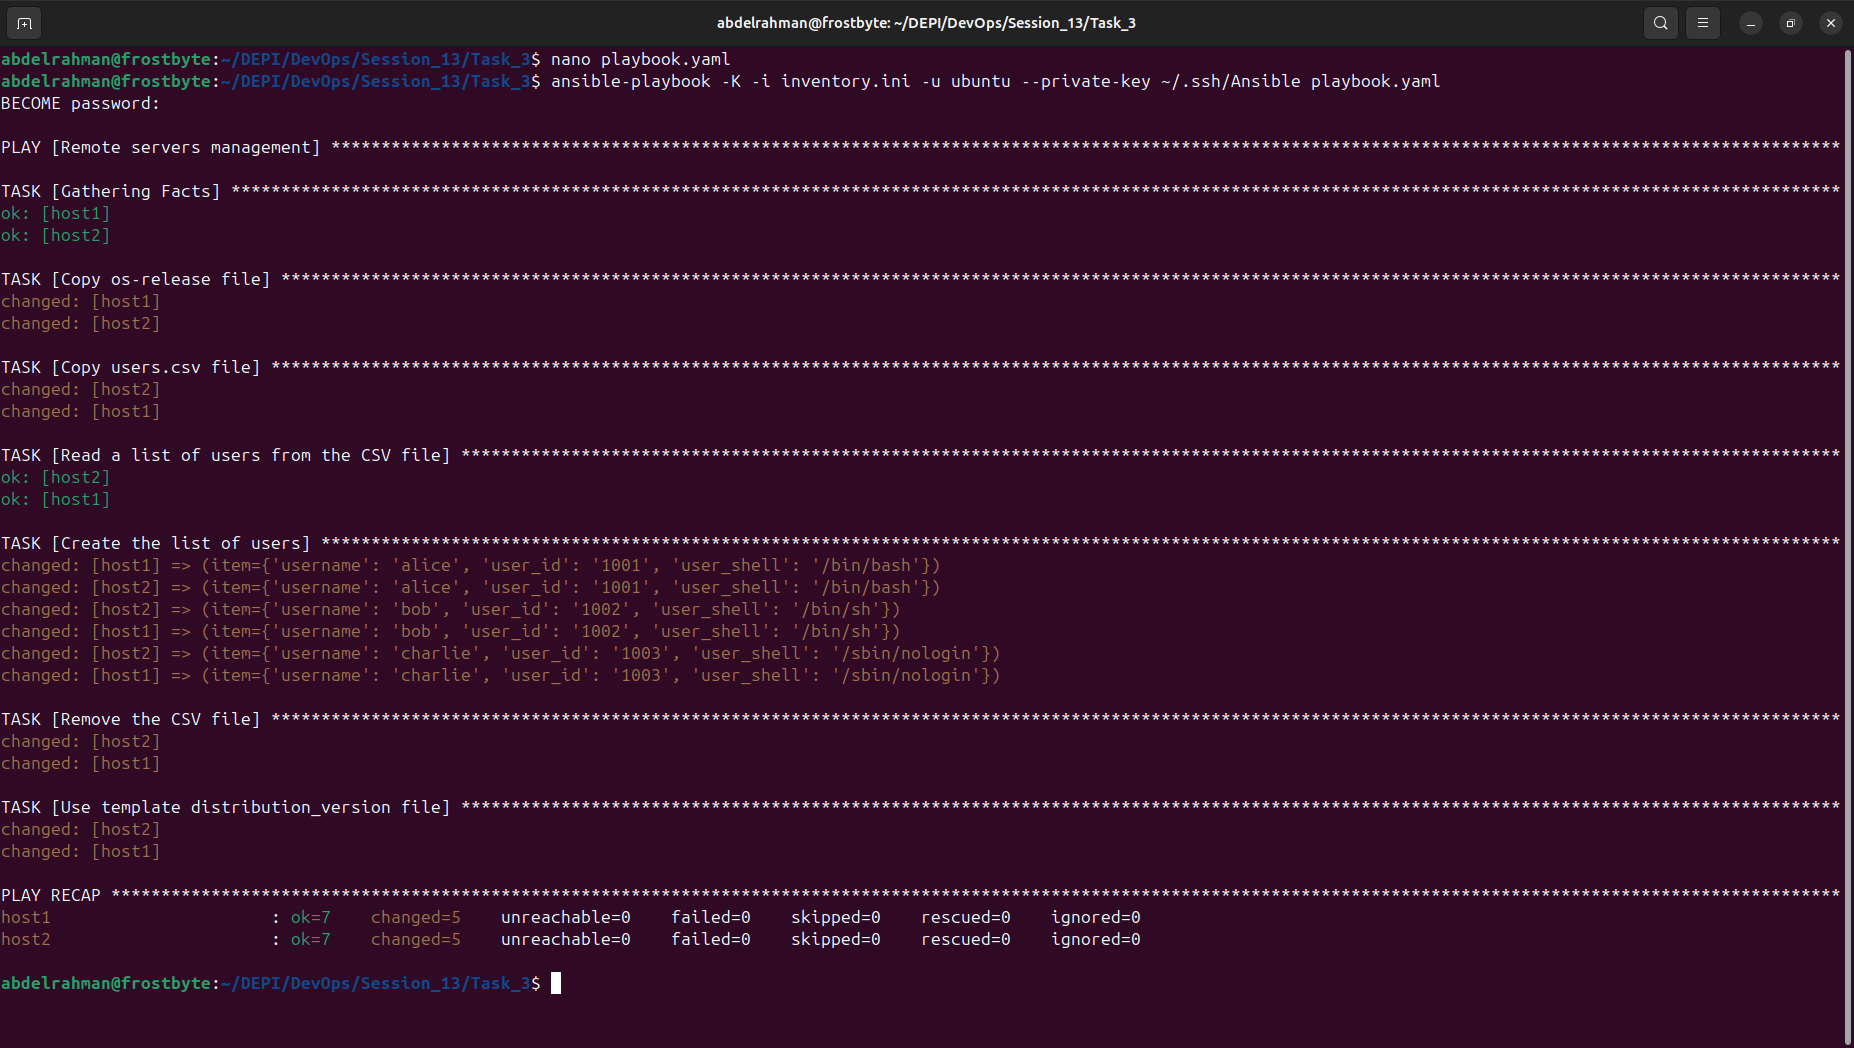 abdelrahman@frostbyte: ~/DEPI/DevOps/Session_13/Task_3
abdelrahman@frostbyte:~/DEPI/DevOps/Session_13/Task_3$ nano playbook.yaml
abdelrahman@frostbyte:~/DEPI/DevOps/Session_13/Task_3$ ansible-playbook -K -i inventory.ini -u ubuntu --private-key ~/.ssh/Ansible playbook.yaml
BECOME password:
PLAY [Remote servers management] *******************************************************************************************************************************************************
TASK [Gathering Facts] *****************************************************************************************************************************************************************
ok: [host1]
ok: [host2]
TASK [Copy os-release file] ************************************************************************************************************************************************************
changed: [host1]
changed: [host2]
TASK [Copy users.csv file] *************************************************************************************************************************************************************
changed: [host2]
changed: [host1]
TASK [Read a list of users from the CSV file] ******************************************************************************************************************************************
ok: [host2]
ok: [host1]
TASK [Create the list of users] ********************************************************************************************************************************************************
changed: [host1] => (item={'username': 'alice', 'user_id': '1001', 'user_shell': '/bin/bash'})
changed: [host2] => (item={'username': 'alice', 'user_id': '1001', 'user_shell': '/bin/bash'})
changed: [host2] => (item={'username': 'bob', 'user_id': '1002', 'user_shell': '/bin/sh'})
changed: [host1] => (item={'username': 'bob', 'user_id': '1002', 'user_shell': '/bin/sh'})
changed: [host2] => (item={'username': 'charlie', 'user_id': '1003', 'user_shell': '/sbin/nologin'})
changed: [host1] => (item={'username': 'charlie', 'user_id': '1003', 'user_shell': '/sbin/nologin'})
TASK [Remove the CSV file] *************************************************************************************************************************************************************
changed: [host2]
changed: [host1]
TASK [Use template distribution_version file] ******************************************************************************************************************************************
changed: [host2]
changed: [host1]
PLAY RECAP *****************************************************************************************************************************************************************************
host1                      : ok=7    changed=5    unreachable=0    failed=0    skipped=0    rescued=0    ignored=0
host2                      : ok=7    changed=5    unreachable=0    failed=0    skipped=0    rescued=0    ignored=0
abdelrahman@frostbyte:~/DEPI/DevOps/Session_13/Task_3$